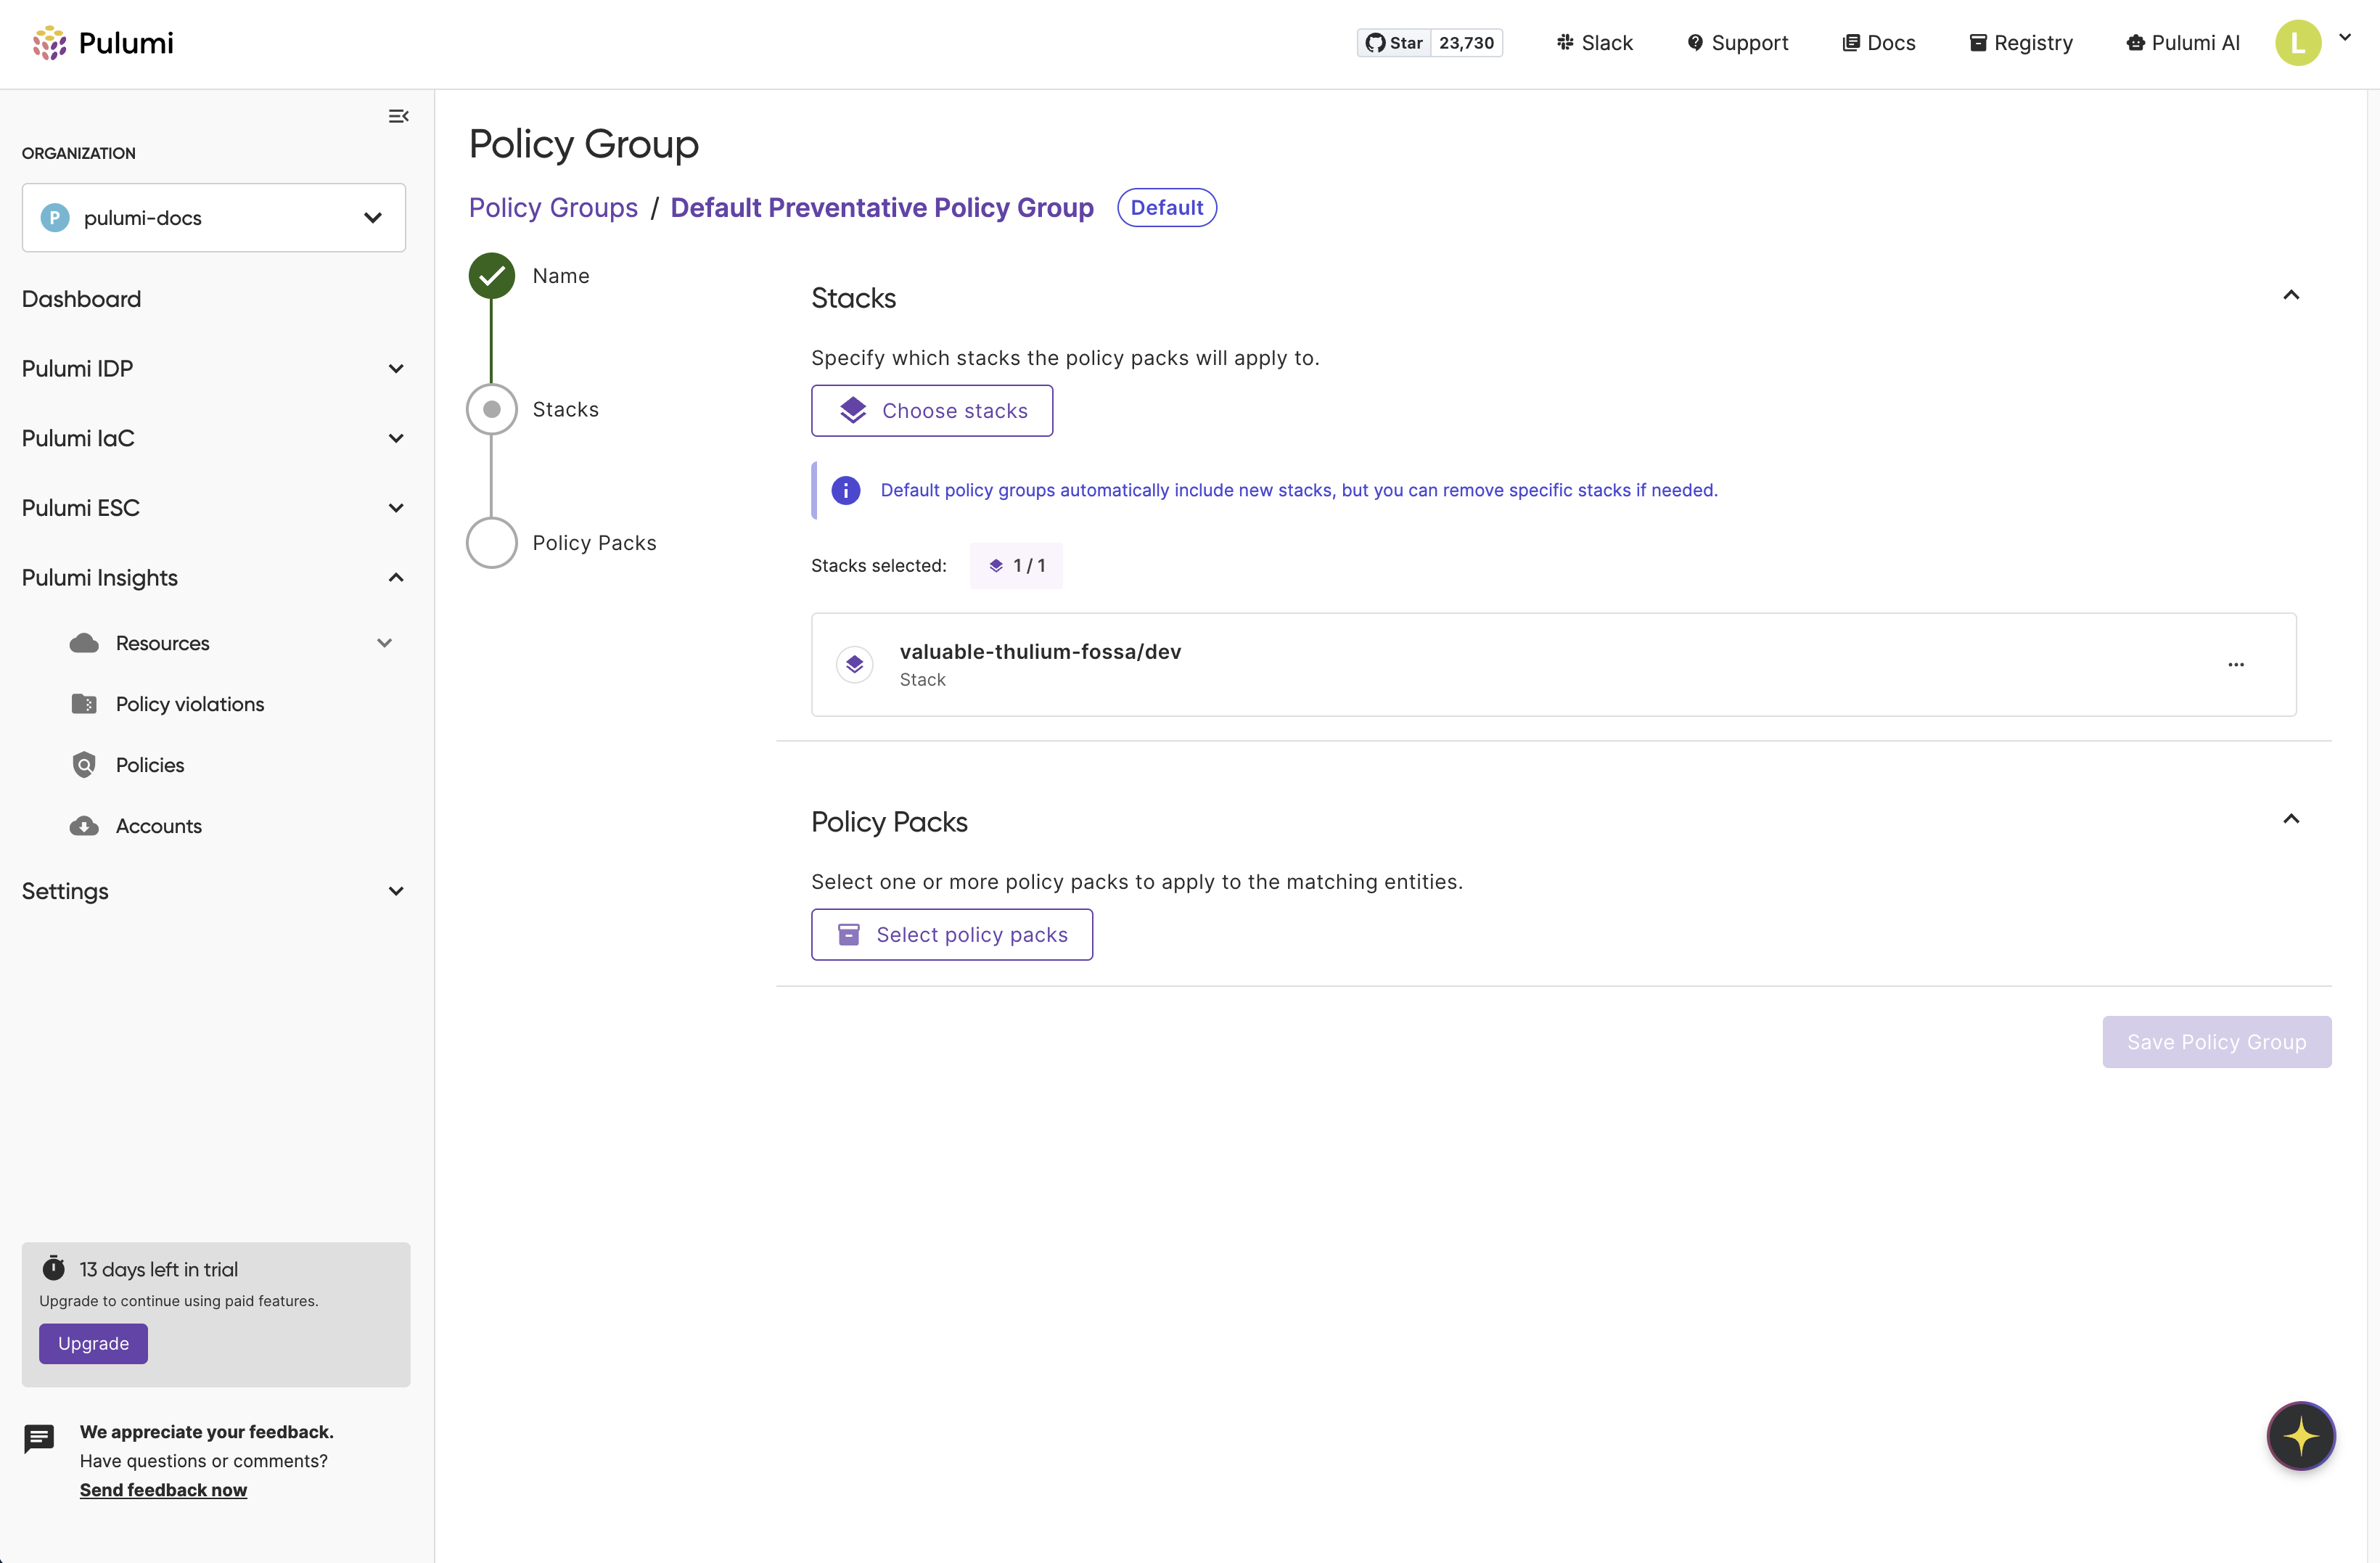 Pulumi
Star 23,730
Slack
Support
Docs
Registry
Pulumi AI
L
ORGANIZATION
P pulumi-docs
Dashboard
Pulumi IDP
Pulumi IaC
Pulumi ESC
Pulumi Insights
Resources
Policy violations
Policies
Accounts
Settings
13 days left in trial
Upgrade to continue using paid features.
Upgrade
We appreciate your feedback.
Have questions or comments?
Send feedback now
Policy Group
Policy Groups / Default Preventative Policy Group Default
Name
Stacks
Policy Packs
Stacks
Specify which stacks the policy packs will apply to.
Choose stacks
Default policy groups automatically include new stacks, but you can remove specific stacks if needed.
Stacks selected: 1 / 1
valuable-thulium-fossa/dev
Stack
Policy Packs
Select one or more policy packs to apply to the matching entities.
Select policy packs
Save Policy Group